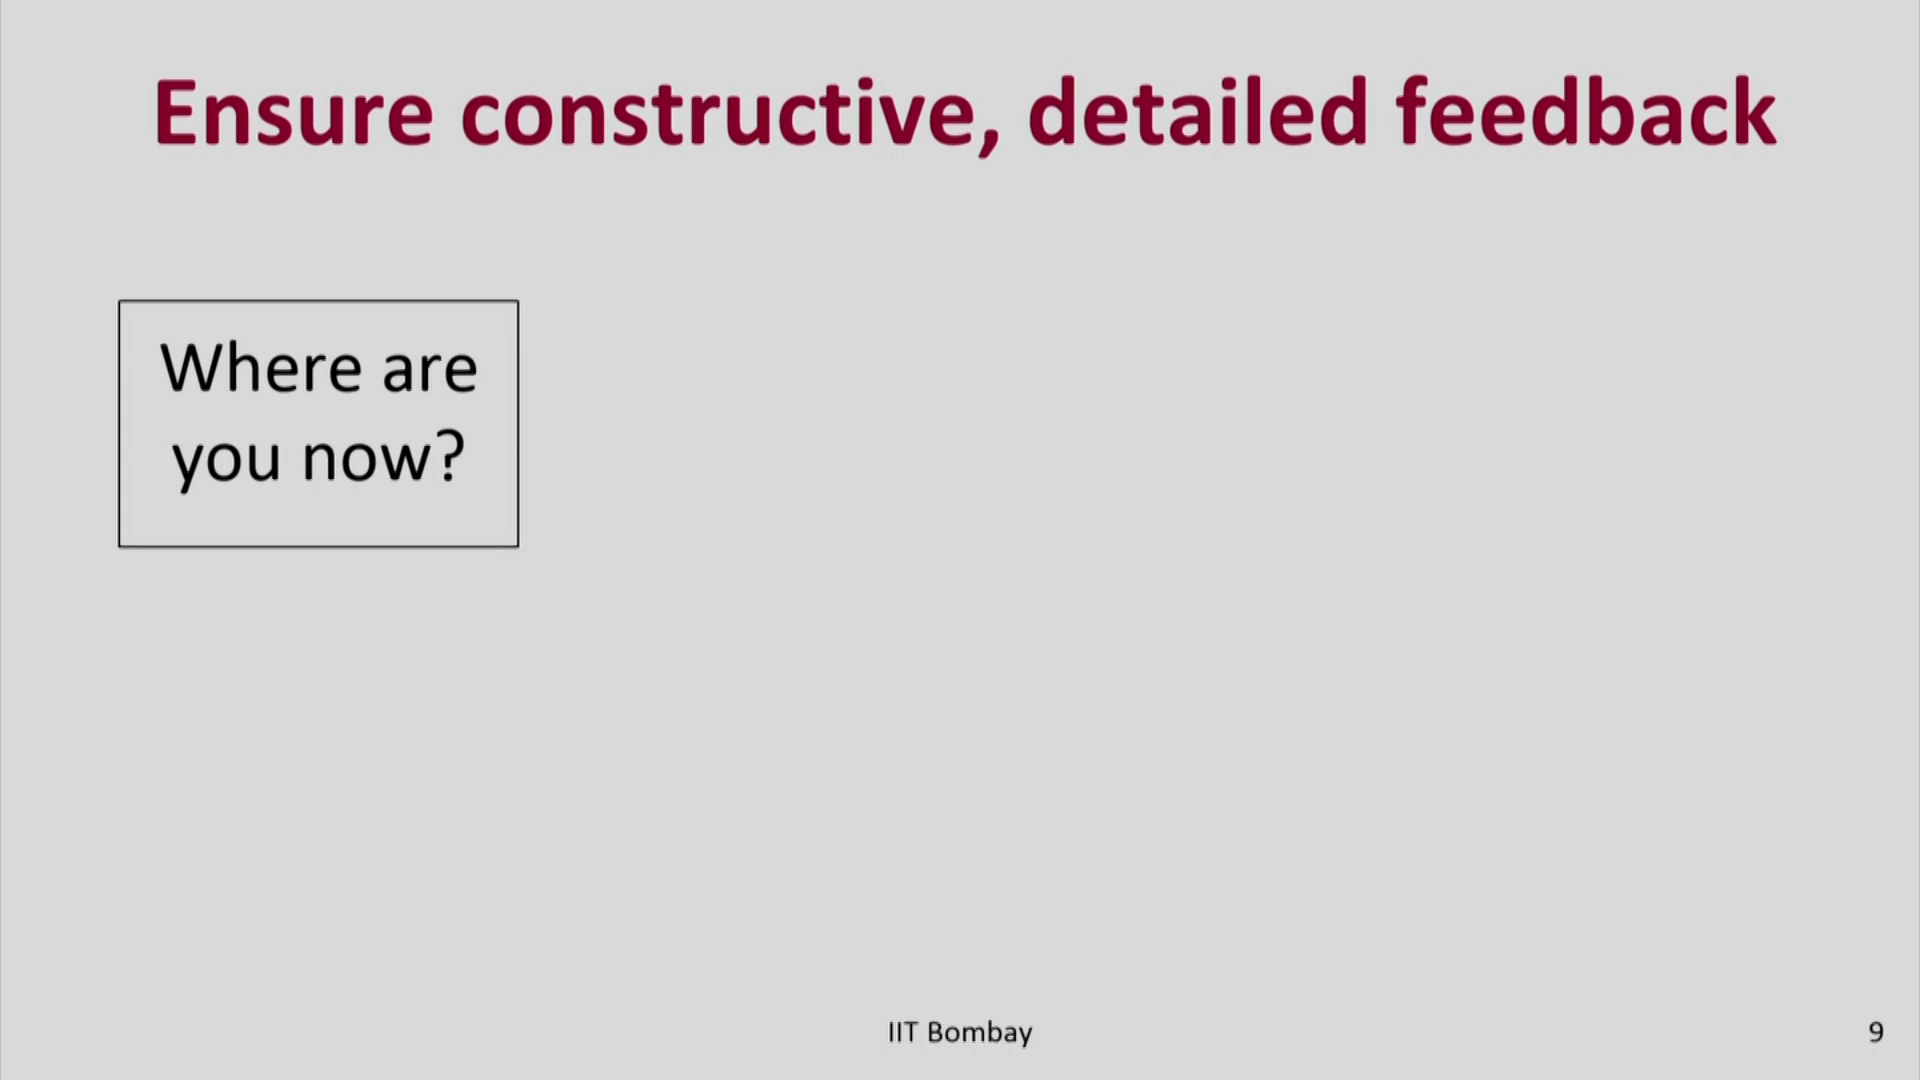 Ensure constructive, detailed feedback
Where are
you now?
IIT Bombay
9